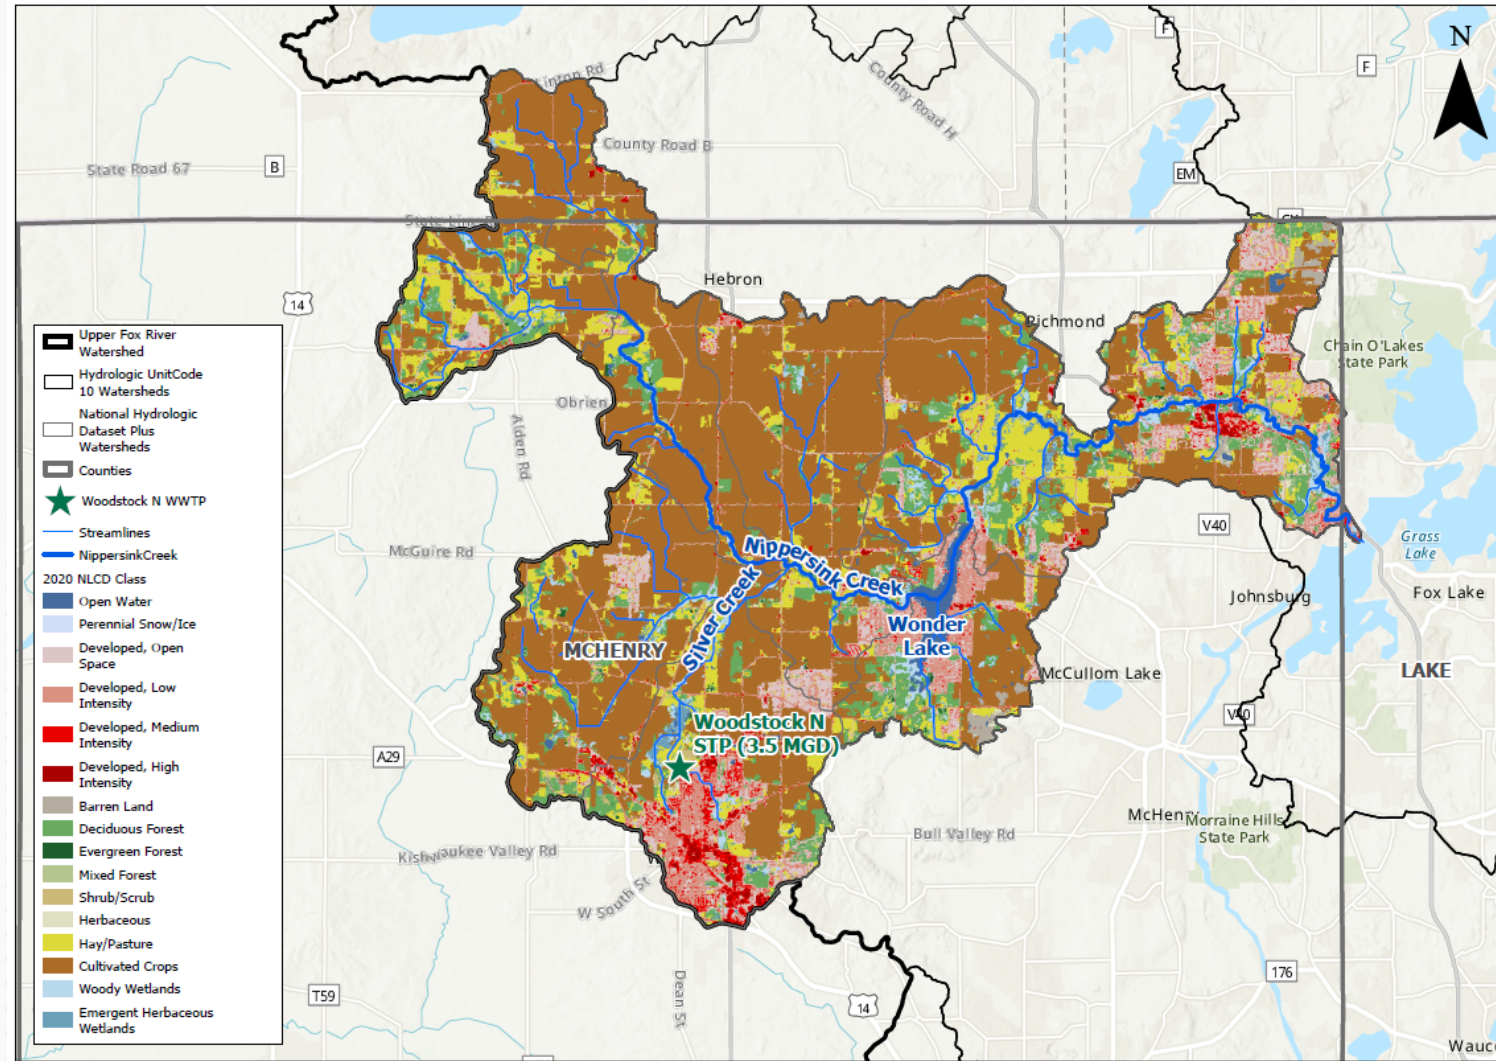 N
F
F
Linton Rd
County Road H
County Road B
State Road 67
B
EM
Hebron
14
Richmond
Chain O'Lakes
State Park
Obrien
Alden Rd
V40
Grass
Lake
McGuire Rd
Nippersink Creek
Silver Creek
Johnsburg
Fox Lake
Wonder
Lake
MCHENRY
McCullom Lake
LAKE
V40
Woodstock N
STP (3.5 MGD)
A29
McHenry
Morraine Hills
State Park
Bull Valley Rd
Kishwaukee Valley Rd
W South St
Dean St
176
T59
14
Wauc
Upper Fox River
Watershed
Hydrologic UnitCode
10 Watersheds
National Hydrologic
Dataset Plus
Watersheds
Counties
Woodstock N WWTP
Streamlines
NippersinkCreek
2020 NLCD Class
Open Water
Perennial Snow/Ice
Developed, Open
Space
Developed, Low
Intensity
Developed, Medium
Intensity
Developed, High
Intensity
Barren Land
Deciduous Forest
Evergreen Forest
Mixed Forest
Shrub/Scrub
Herbaceous
Hay/Pasture
Cultivated Crops
Woody Wetlands
Emergent Herbaceous
Wetlands